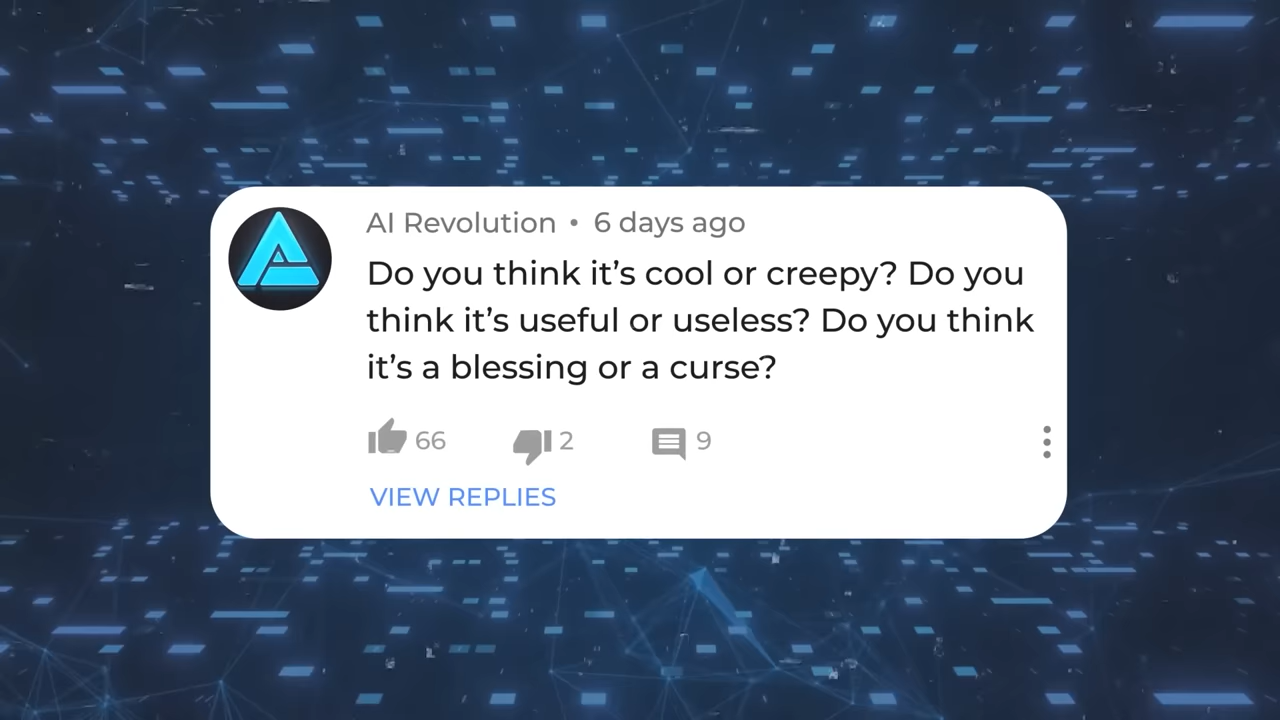 AI Revolution • 6 days ago
Do you think it’s cool or creepy? Do you
think it’s useful or useless? Do you think
it’s a blessing or a curse?
66 2 9
VIEW REPLIES